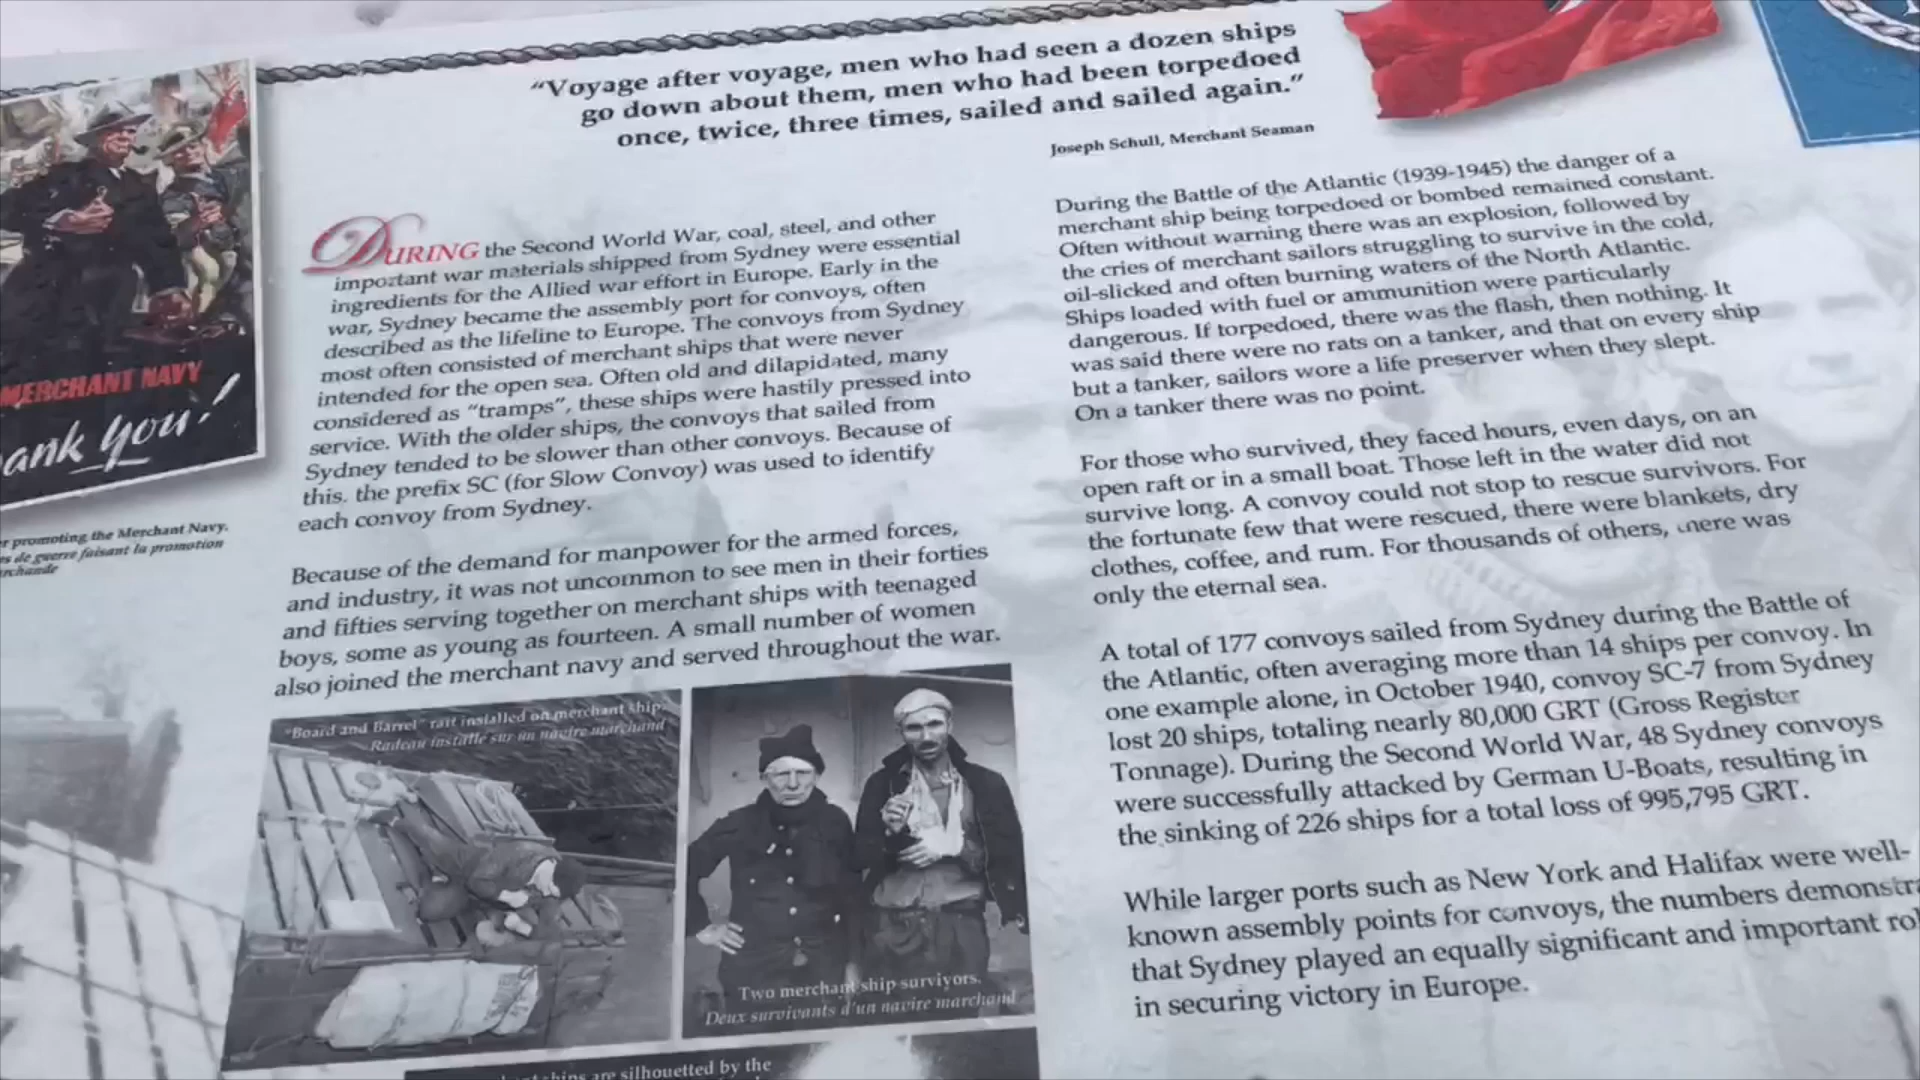 "Voyage after voyage, men who had seen a dozen ships
go down about them, men who had been torpedoed
once, twice, three times, sailed and sailed again."
Joseph Schull, Merchant Seaman
MERCHANT NAVY
ank you!
promoting the Merchant Navy.
de guerre faisant la promotion
DURING the Second World War, coal, steel, and other
important war materials shipped from Sydney were essential
ingredients for the Allied war effort in Europe. Early in the
war, Sydney became the assembly port for convoys, often
described as the lifeline to Europe. The convoys from Sydney
most often consisted of merchant ships that were never
intended for the open sea. Often old and dilapidated, many
considered as "tramps", these ships were hastily pressed into
service. With the older ships, the convoys that sailed from
Sydney tended to be slower than other convoys. Because of
this, the prefix SC (for Slow Convoy) was used to identify
each convoy from Sydney.
Because of the demand for manpower for the armed forces,
and industry, it was not uncommon to see men in their forties
and fifties serving together on merchant ships with teenaged
boys, some as young as fourteen. A small number of women
also joined the merchant navy and served throughout the war.
"Board and Barrel" raft installed on merchant ship.
Radeau installé sur un navire marchand
Two merchant ship survivors.
Deux survivants d'un navire marchand
ships are silhouetted by the
During the Battle of the Atlantic (1939-1945) the danger of a
merchant ship being torpedoed or bombed remained constant.
Often without warning there was an explosion, followed by
the cries of merchant sailors struggling to survive in the cold,
oil-slicked and often burning waters of the North Atlantic.
Ships loaded with fuel or ammunition were particularly
dangerous. If torpedoed, there was the flash, then nothing. It
was said there were no rats on a tanker, and that on every ship
but a tanker, sailors wore a life preserver when they slept.
On a tanker there was no point.
For those who survived, they faced hours, even days, on an
open raft or in a small boat. Those left in the water did not
survive long. A convoy could not stop to rescue survivors. For
the fortunate few that were rescued, there were blankets, dry
clothes, coffee, and rum. For thousands of others, there was
only the eternal sea.
A total of 177 convoys sailed from Sydney during the Battle of
the Atlantic, often averaging more than 14 ships per convoy. In
one example alone, in October 1940, convoy SC-7 from Sydney
lost 20 ships, totaling nearly 80,000 GRT (Gross Register
Tonnage). During the Second World War, 48 Sydney convoys
were successfully attacked by German U-Boats, resulting in
the sinking of 226 ships for a total loss of 995,795 GRT.
While larger ports such as New York and Halifax were well-
known assembly points for convoys, the numbers demonstra
that Sydney played an equally significant and important rol
in securing victory in Europe.